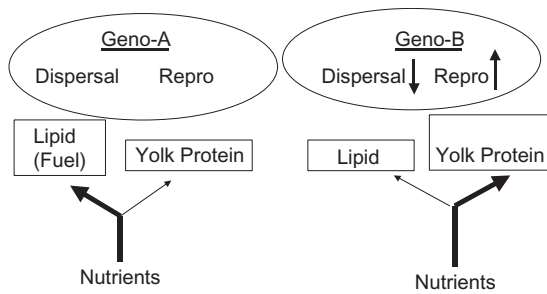 Geno-A
Dispersal Repro
Lipid
(Fuel)
Yolk Protein
Nutrients
Geno-B
Dispersal Repro
Lipid
Yolk Protein
Nutrients